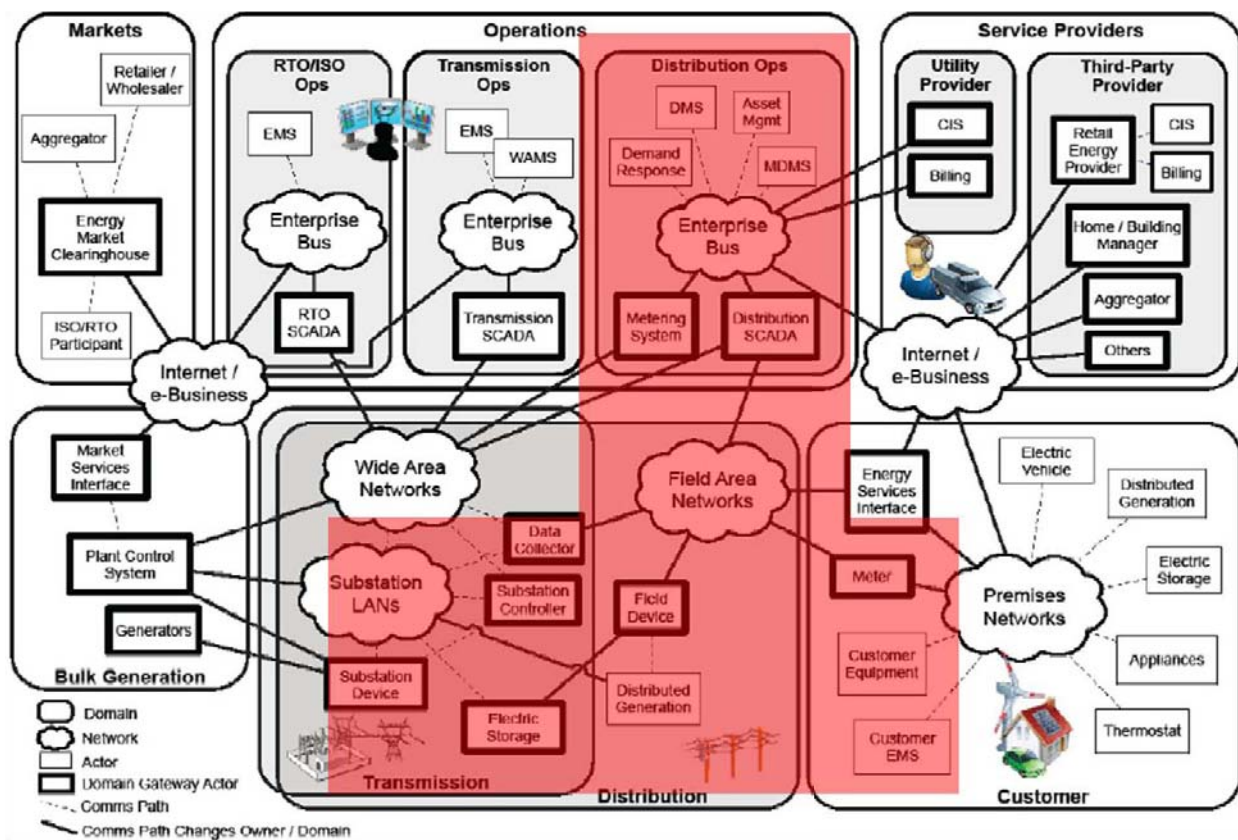 Markets
Retailer /
Wholesaler
Aggregator
Energy
Market
Clearinghouse
ISO/RTO
Participant
Operations
RTO/ISO
Ops
EMS
Enterprise
Bus
RTO
SCADA
Transmission
Ops
EMS
WAMS
Enterprise
Bus
Transmission
SCADA
Distribution Ops
DMS
Asset
Mgmt
Demand
Response
MDMS
Enterprise
Bus
Metering
System
Distribution
SCADA
Service Providers
Utility
Provider
CIS
Billing
Third-Party
Provider
Retail
Energy
Provider
CIS
Billing
Home / Building
Manager
Aggregator
Others
Internet /
e-Business
Internet /
e-Business
Market
Services
Interface
Plant Control
System
Generators
Bulk Generation
Wide Area
Networks
Substation
LANs
Data
Collector
Substation
Controller
Substation
Device
Electric
Storage
Transmission
Field Area
Networks
Field
Device
Distributed
Generation
Distribution
Energy
Services
Interface
Meter
Customer
Equipment
Customer
EMS
Premises
Networks
Electric
Vehicle
Distributed
Generation
Electric
Storage
Appliances
Thermostat
Customer
Domain
Network
Actor
Domain Gateway Actor
Comms Path
Comms Path Changes Owner / Domain